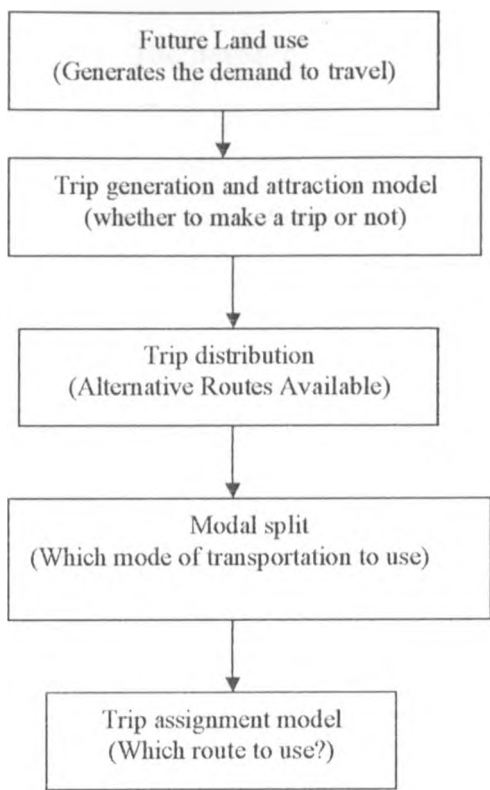 Future Land use
(Generates the demand to travel)
Trip generation and attraction model
(whether to make a trip or not)
Trip distribution
(Alternative Routes Available)
Modal split
(Which mode of transportation to use)
Trip assignment model
(Which route to use?)